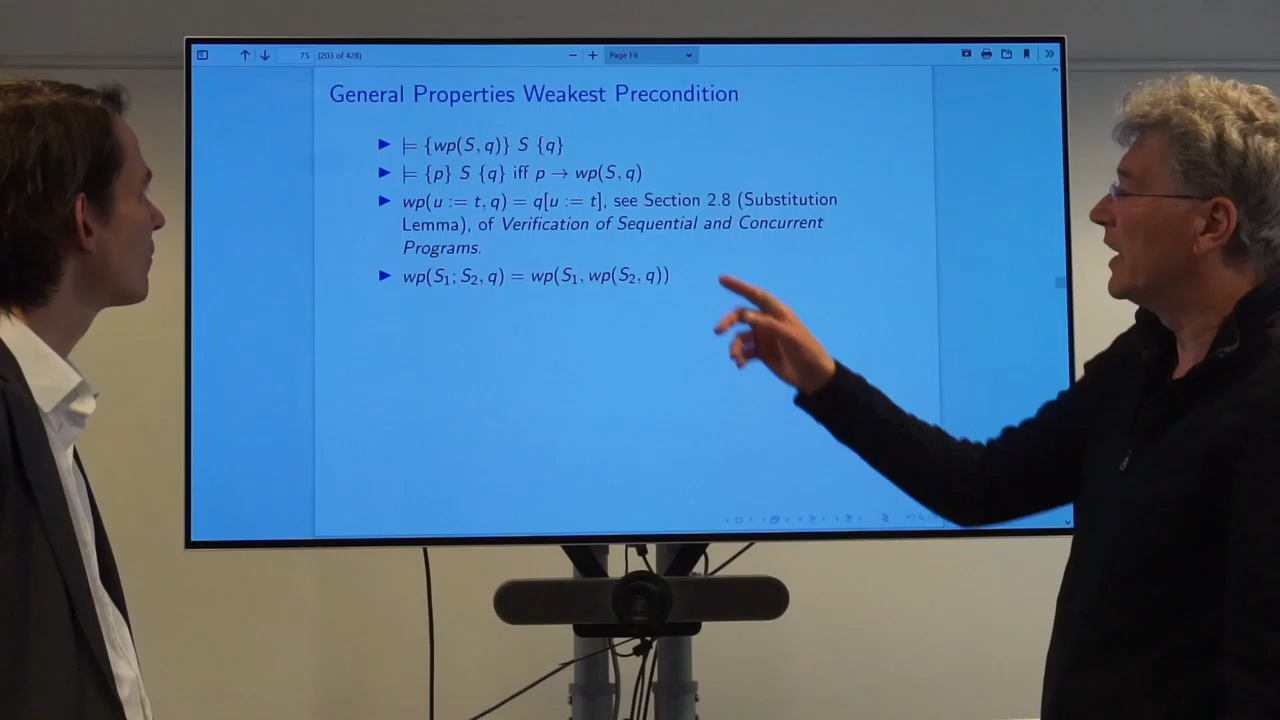 75 (203 of 428)
Page Fit
General Properties Weakest Precondition
▶ ⊨ {wp(S, q)} S {q}
▶ ⊨ {p} S {q} iff p → wp(S, q)
▶ wp(u := t, q) = q[u := t], see Section 2.8 (Substitution
Lemma), of Verification of Sequential and Concurrent
Programs.
▶ wp(S₁; S₂, q) = wp(S₁, wp(S₂, q))